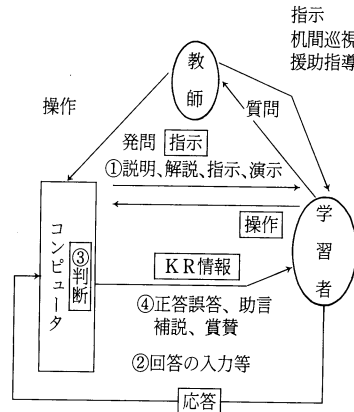 指示
机間巡視
援助指導
教師
操作
質問
発問 指示
①説明、解説、指示、演示
操作
学習者
コンピュータ
③判断
KR情報
④正答誤答、助言
補説、賞賛
②回答の入力等
応答